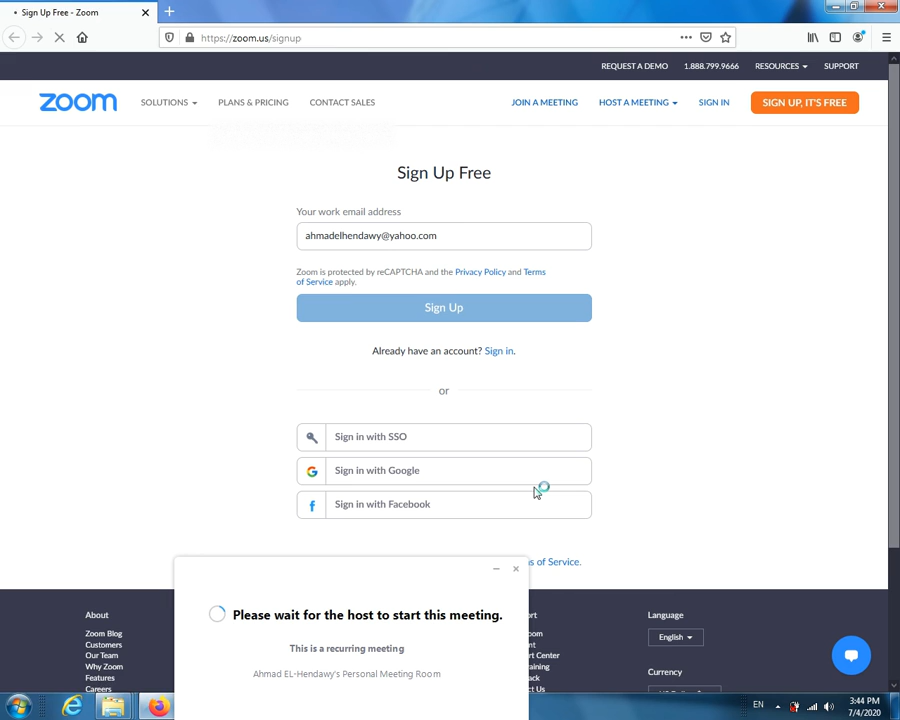 Sign Up Free - Zoom
https://zoom.us/signup
REQUEST A DEMO 1.888.799.9666 RESOURCES SUPPORT
zoom SOLUTIONS PLANS & PRICING CONTACT SALES JOIN A MEETING HOST A MEETING SIGN IN SIGN UP, IT'S FREE
Sign Up Free
Your work email address
ahmadelhendawy@yahoo.com
Zoom is protected by reCAPTCHA and the Privacy Policy and Terms
of Service apply.
Sign Up
Already have an account? Sign in.
or
Sign in with SSO
Sign in with Google
Sign in with Facebook
of Service.
Please wait for the host to start this meeting.
This is a recurring meeting
Ahmad EL-Hendawy's Personal Meeting Room
About
Zoom Blog
Customers
Our Team
Why Zoom
Features
Careers
Language
English
Currency
EN
3:44 PM
7/4/2020